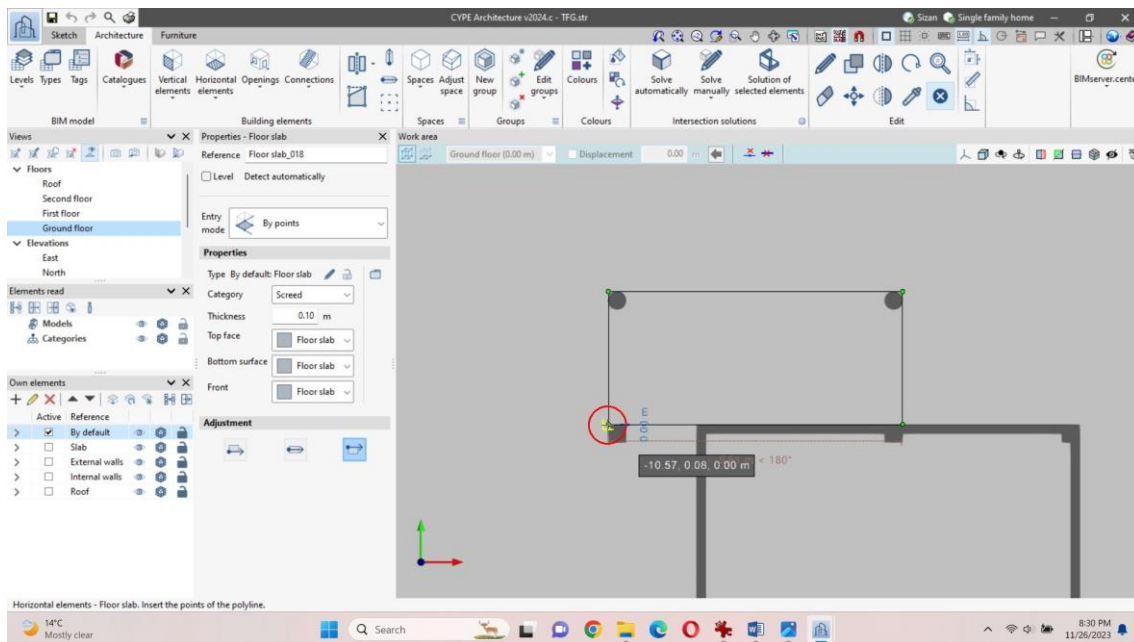 CYPE Architecture v2024.c - TFG.str
Sizan
Single family home
Sketch
Architecture
Furniture
Levels
Types
Tags
Catalogues
Vertical elements
Horizontal elements
Openings
Connections
Spaces
Adjust space
New group
Edit groups
Colours
Solve automatically
Solve manually
Solution of selected elements
BIMserver.cente
BIM model
Building elements
Spaces
Groups
Colours
Intersection solutions
Edit
Views
Floors
Roof
Second floor
First floor
Ground floor
Elevations
East
North
Elements read
Models
Categories
Own elements
Active Reference
By default
Slab
External walls
Internal walls
Roof
Properties - Floor slab
Reference Floor slab_018
Level Detect automatically
Entry mode By points
Properties
Type By default: Floor slab
Category Screed
Thickness 0.10 m
Top face Floor slab
Bottom surface Floor slab
Front Floor slab
Adjustment
Work area
Ground floor (0.00 m)
Displacement 0.00 m
-10.57, 0.08, 0.00 m
< 180°
Horizontal elements - Floor slab. Insert the points of the polyline.
14°C
Mostly clear
Search
8:30 PM
11/26/2023